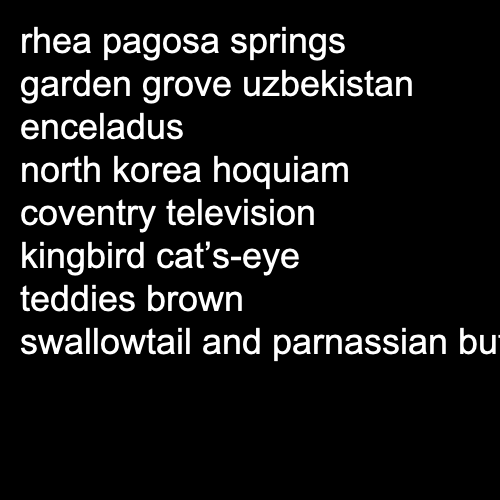 rhea pagosa springs
garden grove uzbekistan
enceladus
north korea hoquiam
coventry television
kingbird cat’s-eye
teddies brown
swallowtail and parnassian